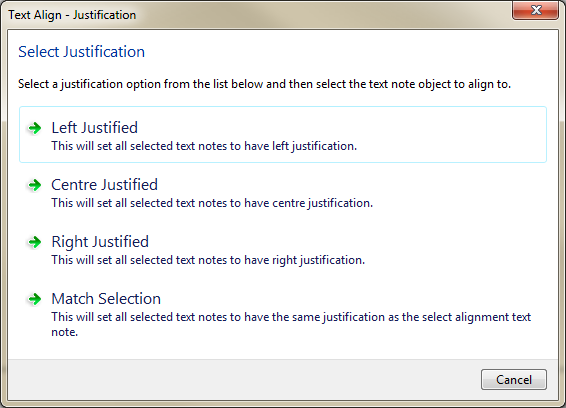 Text Align - Justification
Select Justification
Select a justification option from the list below and then select the text note object to align to.
Left Justified
This will set all selected text notes to have left justification.
Centre Justified
This will set all selected text notes to have centre justification.
Right Justified
This will set all selected text notes to have right justification.
Match Selection
This will set all selected text notes to have the same justification as the select alignment text
note.
Cancel